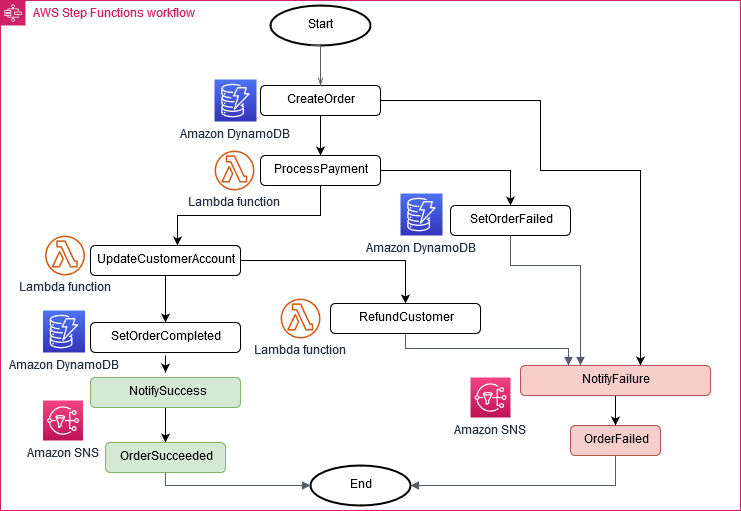 AWS Step Functions workflow
Start
CreateOrder
Amazon DynamoDB
ProcessPayment
Lambda function
SetOrderFailed
Amazon DynamoDB
UpdateCustomerAccount
Lambda function
RefundCustomer
Lambda function
SetOrderCompleted
Amazon DynamoDB
NotifyFailure
NotifySuccess
Amazon SNS
OrderFailed
Amazon SNS
OrderSucceeded
End